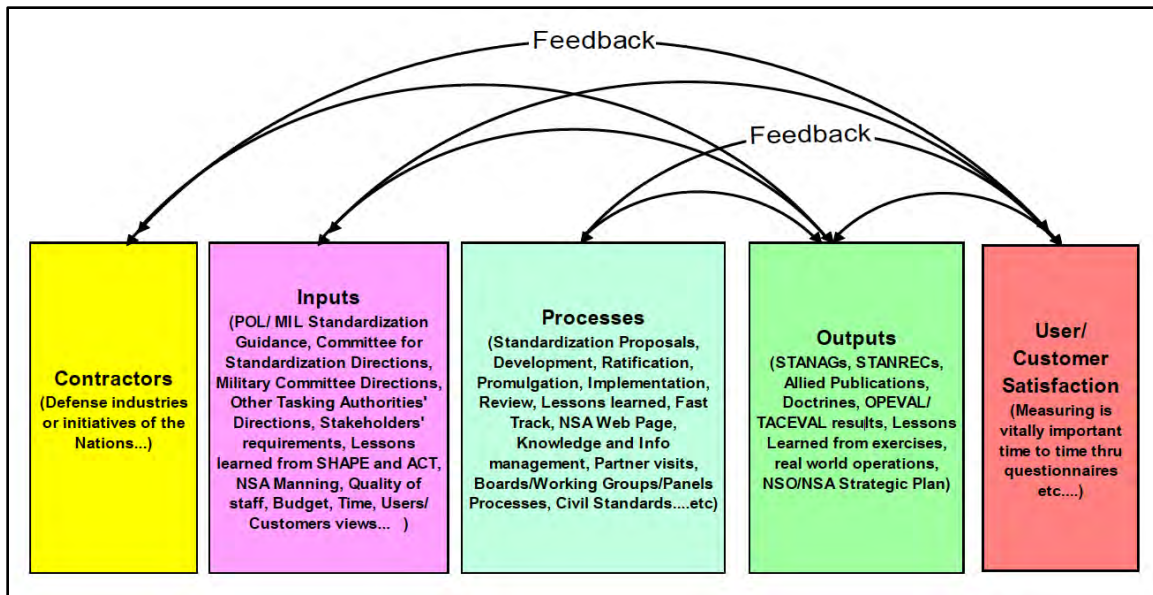 Feedback
Feedback
Contractors
(Defense industries
or initiatives of the
Nations...)
Inputs
(POL/ MIL Standardization
Guidance, Committee for
Standardization Directions,
Military Committee Directions,
Other Tasking Authorities'
Directions, Stakeholders'
requirements, Lessons
learned from SHAPE and ACT,
NSA Manning, Quality of
staff, Budget, Time, Users/
Customers views... )
Processes
(Standardization Proposals,
Development, Ratification,
Promulgation, Implementation,
Review, Lessons learned, Fast
Track, NSA Web Page,
Knowledge and Info
management, Partner visits,
Boards/Working Groups/Panels
Processes, Civil Standards....etc)
Outputs
(STANAGs, STANRECs,
Allied Publications,
Doctrines, OPEVAL/
TACEVAL results, Lessons
Learned from exercises,
real world operations,
NSO/NSA Strategic Plan)
User/
Customer
Satisfaction
(Measuring is
vitally important
time to time thru
questionnaires
etc....)